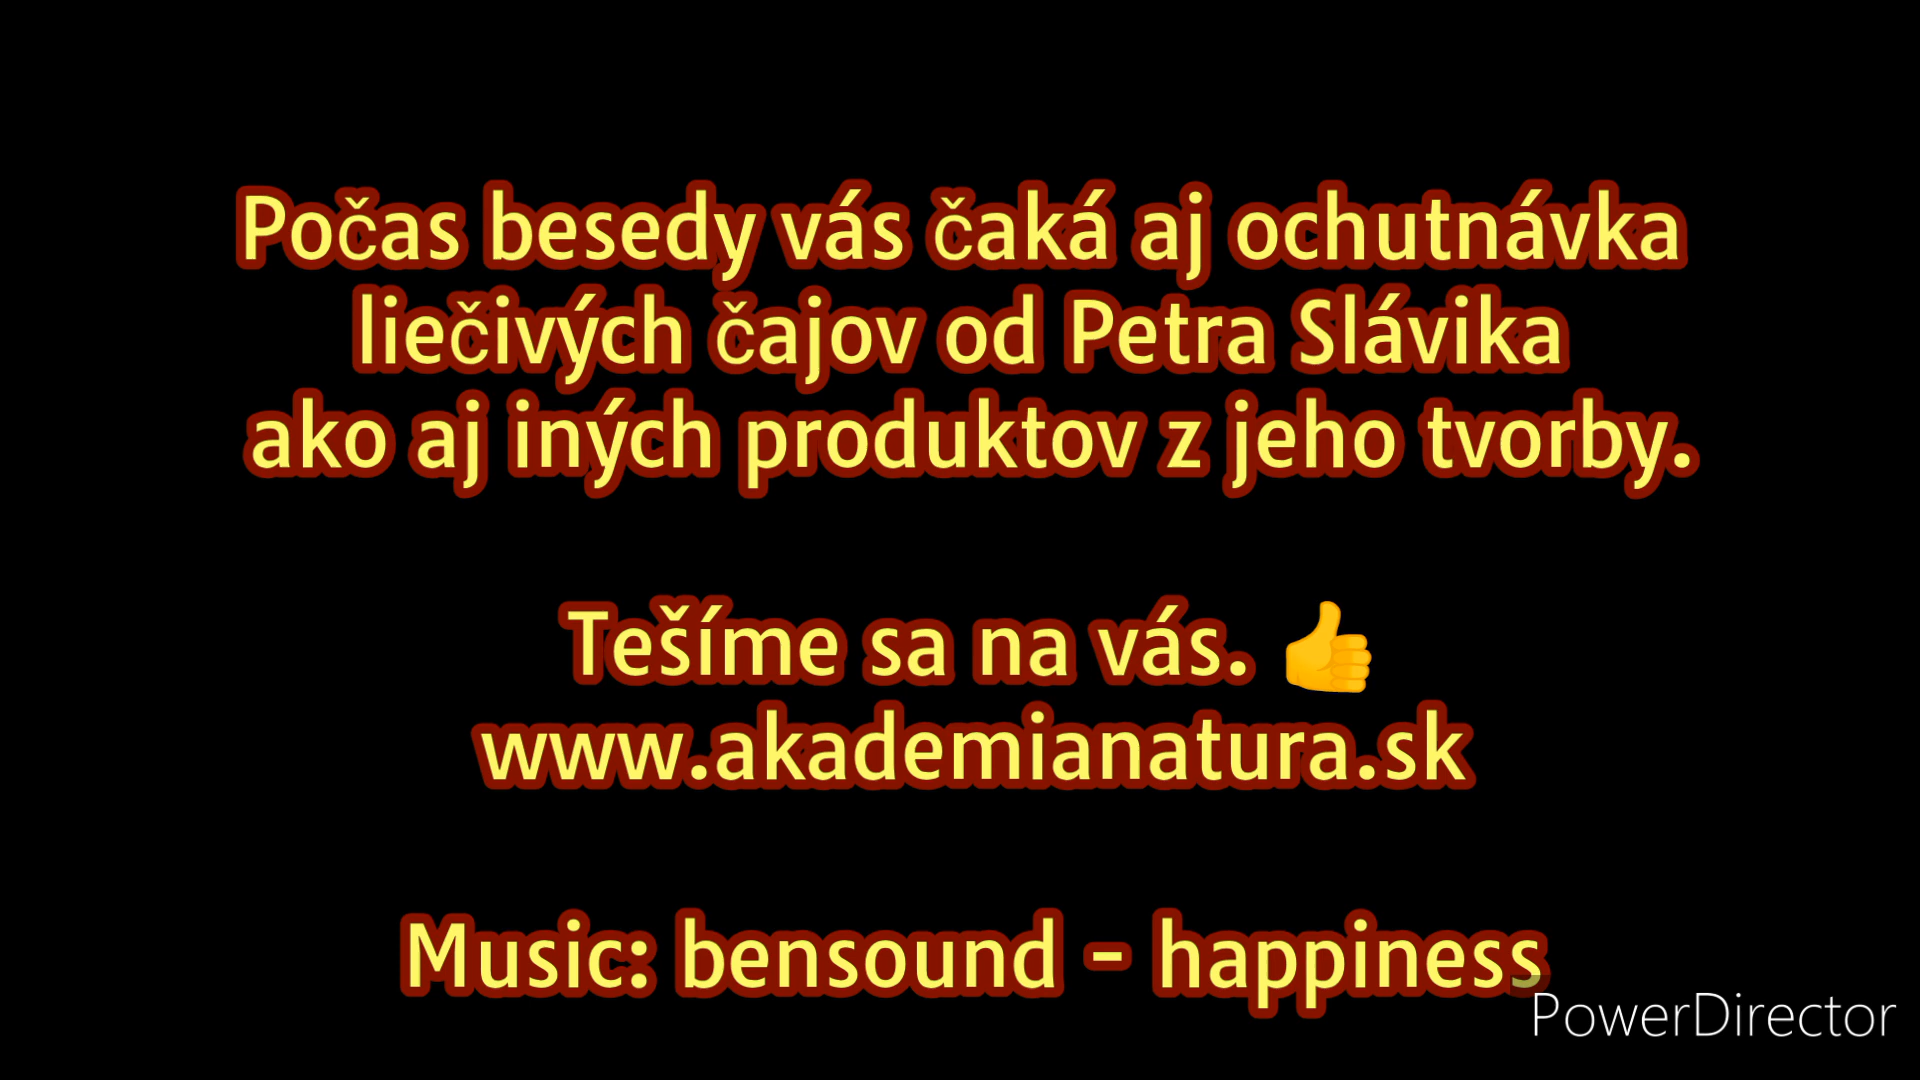 Počas besedy vás čaká aj ochutnávka
liečivých čajov od Petra Slávika
ako aj iných produktov z jeho tvorby.
Tešíme sa na vás. 👍
www.akademianatura.sk
Music: bensound - happiness
PowerDirector